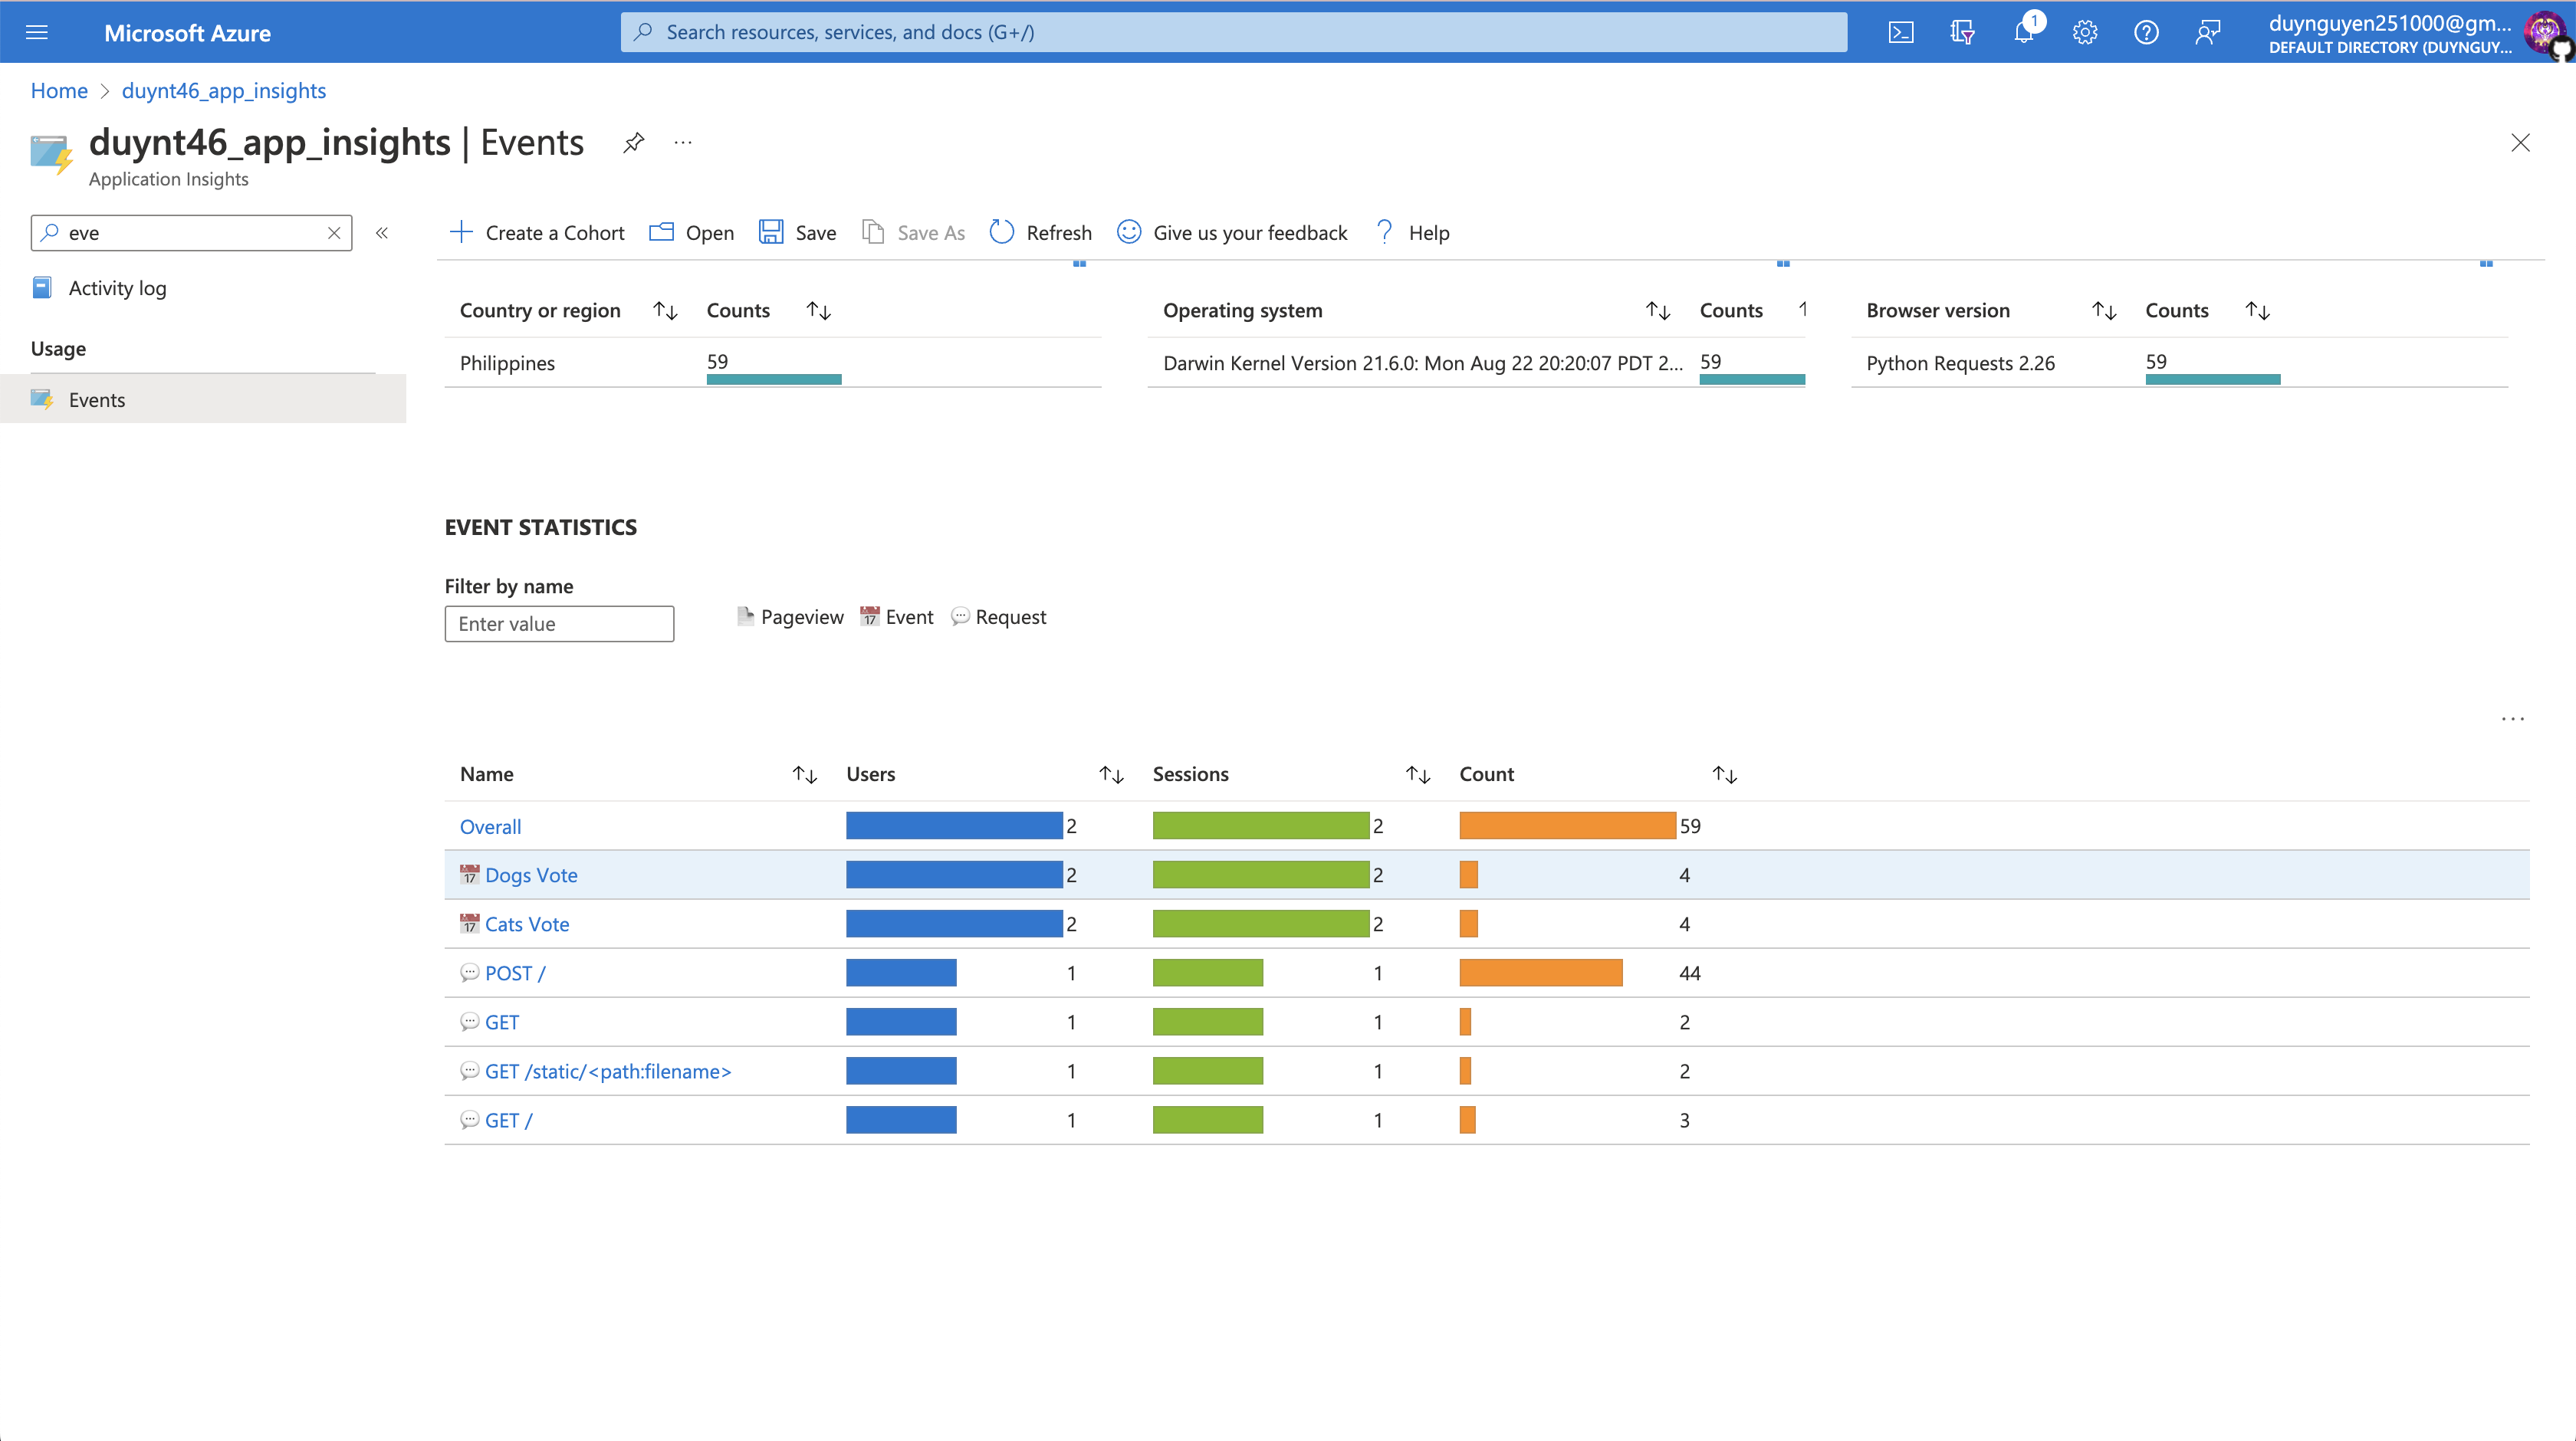 Microsoft Azure
Search resources, services, and docs (G+/)
1
duynguyen251000@gm...
DEFAULT DIRECTORY (DUYNGUY...
Home > duynt46_app_insights
duynt46_app_insights | Events
...
Application Insights
eve
Create a Cohort Open Save Save As Refresh Give us your feedback Help
Activity log
Usage
Events
Country or region Counts
Philippines 59
Operating system Counts
Darwin Kernel Version 21.6.0: Mon Aug 22 20:20:07 PDT 2... 59
Browser version Counts
Python Requests 2.26 59
EVENT STATISTICS
Filter by name
Enter value
Pageview 17 Event Request
...
Name Users Sessions Count
Overall 2 2 59
17 Dogs Vote 2 2 4
17 Cats Vote 2 2 4
POST / 1 1 44
GET 1 1 2
GET /static/<path:filename> 1 1 2
GET / 1 1 3